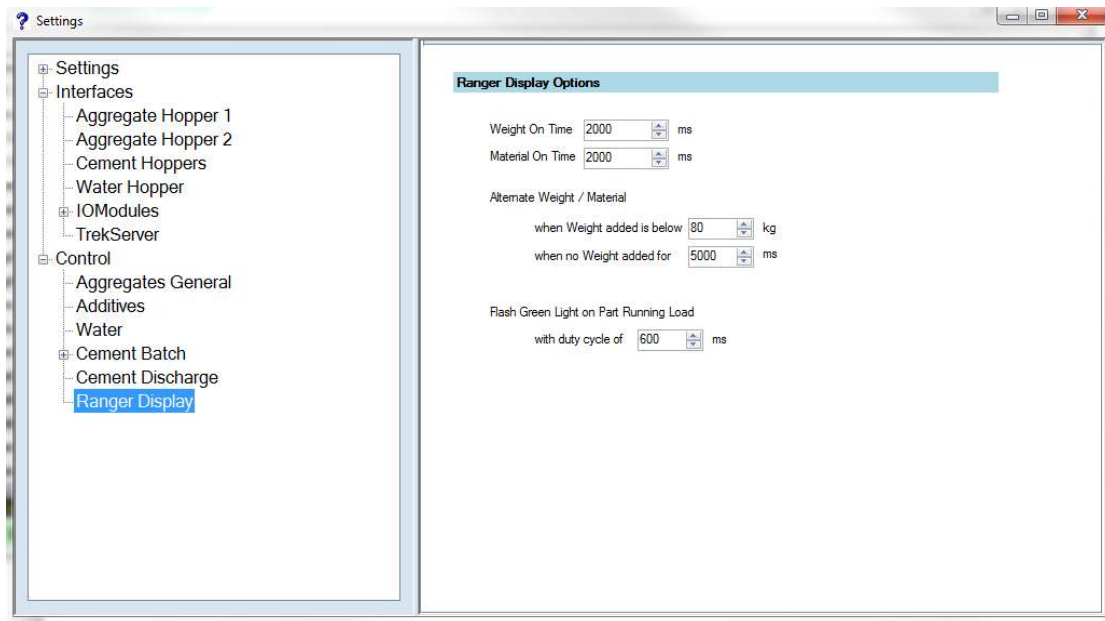 Settings
Settings
Interfaces
Aggregate Hopper 1
Aggregate Hopper 2
Cement Hoppers
Water Hopper
IOModules
TrekServer
Control
Aggregates General
Additives
Water
Cement Batch
Cement Discharge
Ranger Display
Ranger Display Options
Weight On Time 2000 ms
Material On Time 2000 ms
Alternate Weight / Material
when Weight added is below 80 kg
when no Weight added for 5000 ms
Flash Green Light on Part Running Load
with duty cycle of 600 ms